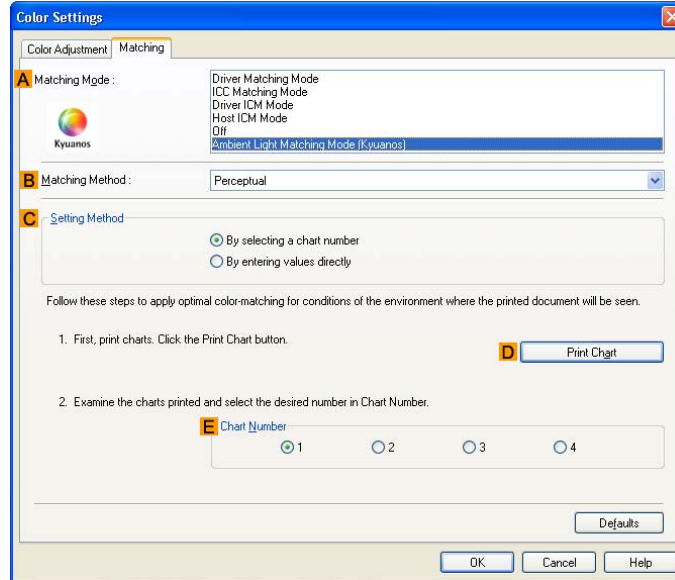 Color Settings
Color Adjustment Matching
A Matching Mode :
Driver Matching Mode
ICC Matching Mode
Driver ICM Mode
Host ICM Mode
Off
Ambient Light Matching Mode (Kyuanos)
Kyuanos
B Matching Method : Perceptual
C Setting Method
By selecting a chart number
By entering values directly
Follow these steps to apply optimal color-matching for conditions of the environment where the printed document will be seen.
1. First, print charts. Click the Print Chart button.
D Print Chart
2. Examine the charts printed and select the desired number in Chart Number.
E Chart Number
1 2 3 4
Defaults
OK Cancel Help